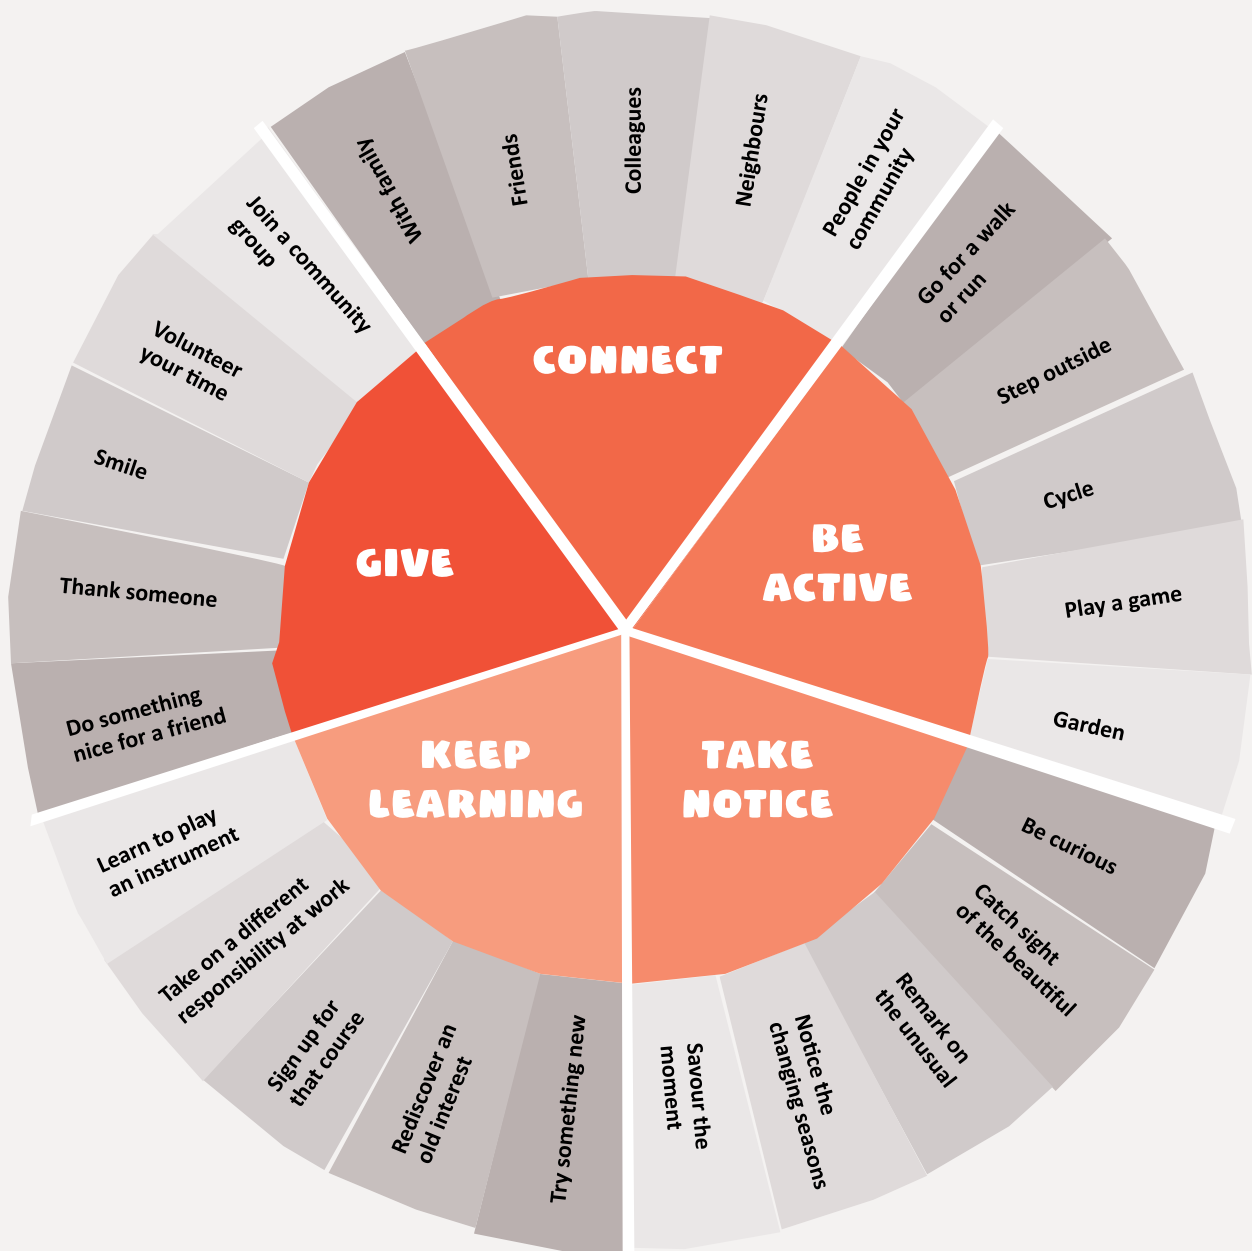 CONNECT
With family
Friends
Colleagues
Neighbours
People in your
community
BE
ACTIVE
Go for a walk
or run
Step outside
Cycle
Play a game
Garden
TAKE
NOTICE
Be curious
Catch sight
of the beautiful
Remark on
the unusual
Notice the
changing seasons
Savour the
moment
KEEP
LEARNING
Try something new
Rediscover an
old interest
Sign up for
that course
Take on a different
responsibility at work
Learn to play
an instrument
GIVE
Do something
nice for a friend
Thank someone
Smile
Volunteer
your time
Join a community
group